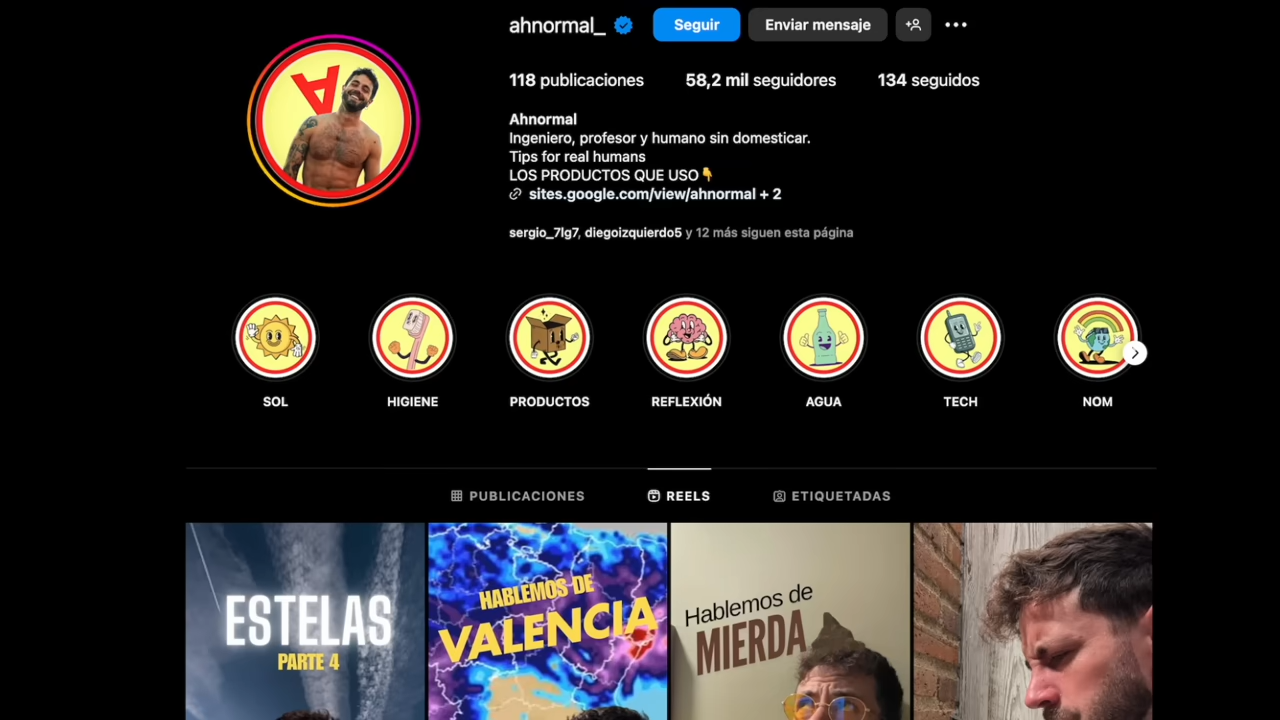 ahnormal_
Seguir
Enviar mensaje
118 publicaciones
58,2 mil seguidores
134 seguidos
A
Ahnormal
Ingeniero, profesor y humano sin domesticar.
Tips for real humans
LOS PRODUCTOS QUE USO👇
sites.google.com/view/ahnormal + 2
sergio_7lg7, diegoizquierdo5 y 12 más siguen esta página
SOL
HIGIENE
PRODUCTOS
REFLEXIÓN
AGUA
TECH
NOM
PUBLICACIONES
REELS
ETIQUETADAS
ESTELAS
PARTE 4
HABLEMOS DE
VALENCIA
Hablemos de
MIERDA